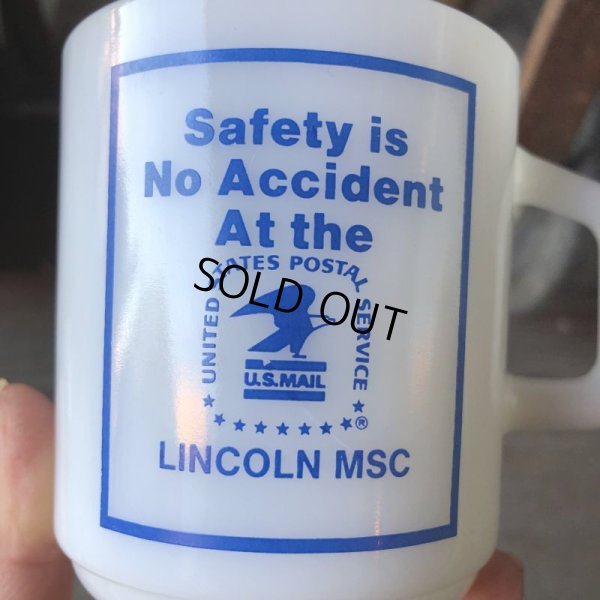 Safety is
No Accident
At the
UNITED STATES POSTAL SERVICE
SOLD OUT
U.S.MAIL
®
LINCOLN MSC